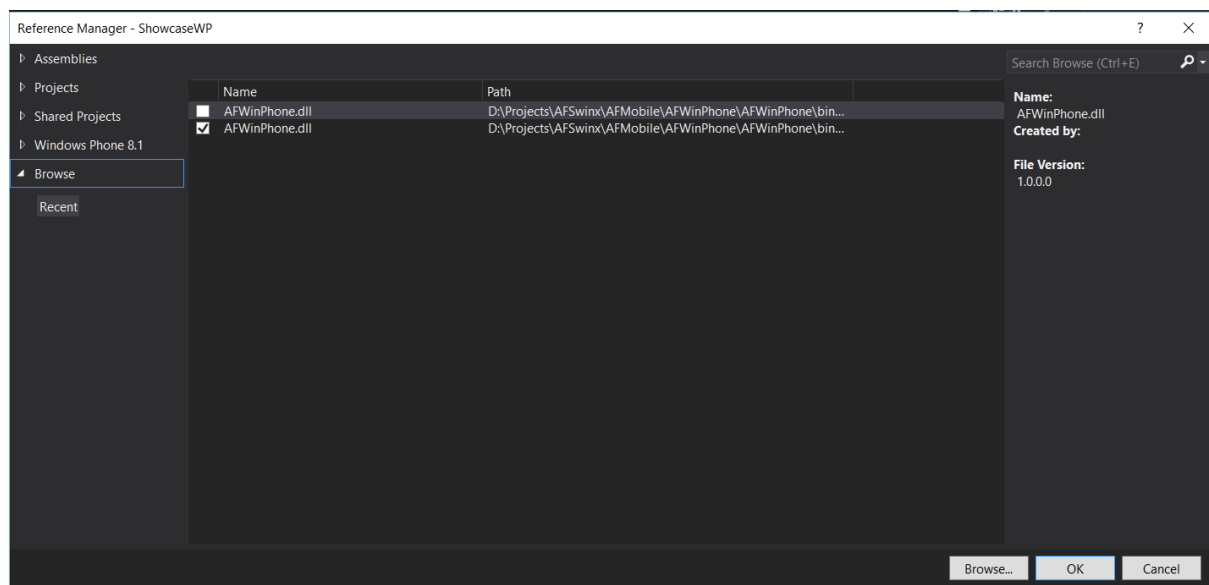 Reference Manager - ShowcaseWP ? ×
Assemblies
Projects
Shared Projects
Windows Phone 8.1
Browse
Recent
Name Path
AFWinPhone.dll D:\Projects\AFSwinx\AFMobile\AFWinPhone\AFWinPhone\bin...
AFWinPhone.dll D:\Projects\AFSwinx\AFMobile\AFWinPhone\AFWinPhone\bin...
Search Browse (Ctrl+E)
Name:
AFWinPhone.dll
Created by:
File Version:
1.0.0.0
Browse... OK Cancel